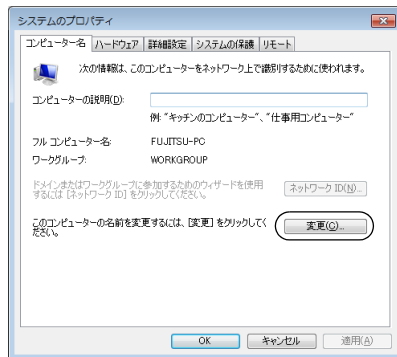 システムのプロパティ
コンピューター名 ハードウェア 詳細設定 システムの保護 リモート
次の情報は、このコンピューターをネットワーク上で識別するために使われます。
コンピューターの説明(D):
例: "キッチンのコンピューター"、"仕事用コンピューター"
フル コンピューター名: FUJITSU-PC
ワークグループ: WORKGROUP
ドメインまたはワークグループに参加するためのウィザードを使用
するには [ネットワーク ID] をクリックしてください。
ネットワーク ID(N)...
このコンピューターの名前を変更するには、[変更] をクリックしてく
ださい。
変更(C)...
OK キャンセル 適用(A)